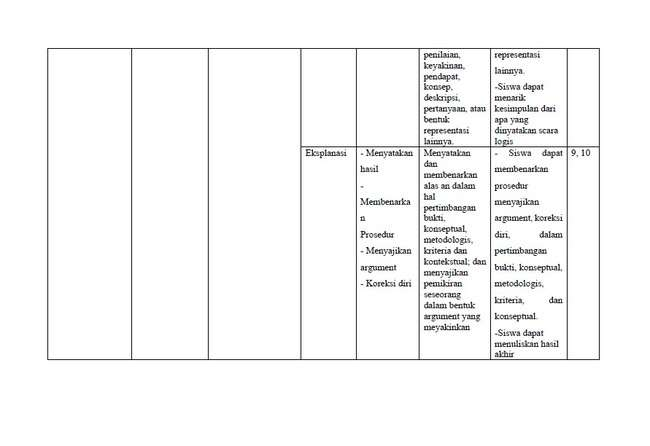 penilaian,
keyakinan,
pendapat,
konsep,
deskripsi,
pertanyaan, atau
bentuk
representasi
lainnya.
representasi
lainnya.
-Siswa dapat
menarik
kesimpulan dari
apa yang
dinyatakan scara
logis
Eksplanasi
- Menyatakan
hasil
-
Membenarka
n
Prosedur
- Menyajikan
argument
- Koreksi diri
Menyatakan
dan
membenarkan
alas an dalam
hal
pertimbangan
bukti,
konseptual,
metodologis,
kriteria dan
kontekstual; dan
menyajikan
pemikiran
seseorang
dalam bentuk
argument yang
meyakinkan
- Siswa dapat
membenarkan
prosedur
menyajikan
argument, koreksi
diri, dalam
pertimbangan
bukti, konseptual,
metodologis,
kriteria, dan
konseptual.
-Siswa dapat
menuliskan hasil
akhir
9, 10